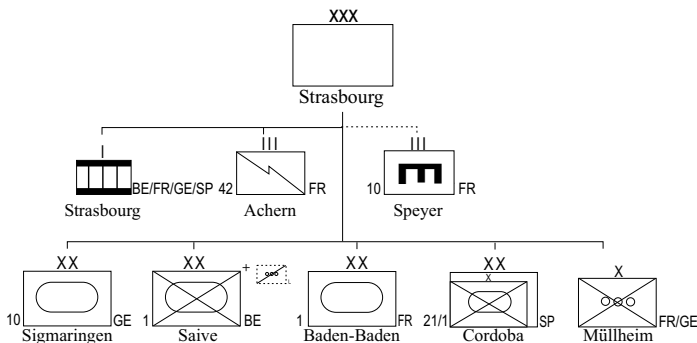 XXX
Strasbourg
I
III
III
BE/FR/GE/SP
42
FR
10
FR
Strasbourg
Achern
Speyer
XX
XX
+
XX
XX
X
X
10
GE
1
BE
1
FR
21/1
SP
FR/GE
Sigmaringen
Saive
Baden-Baden
Cordoba
Müllheim